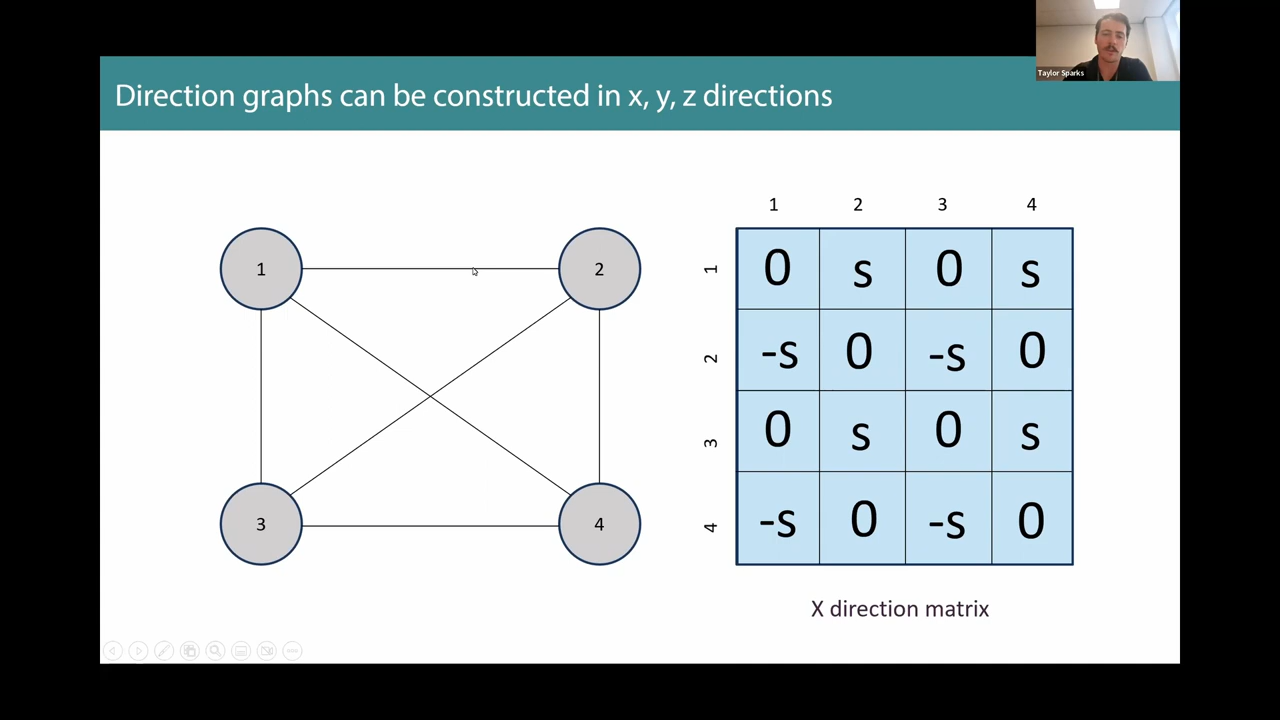 Taylor Sparks
Direction graphs can be constructed in x, y, z directions
1 2 3 4
1 2
3 4
1 0 s 0 s
2 -s 0 -s 0
3 0 s 0 s
4 -s 0 -s 0
X direction matrix